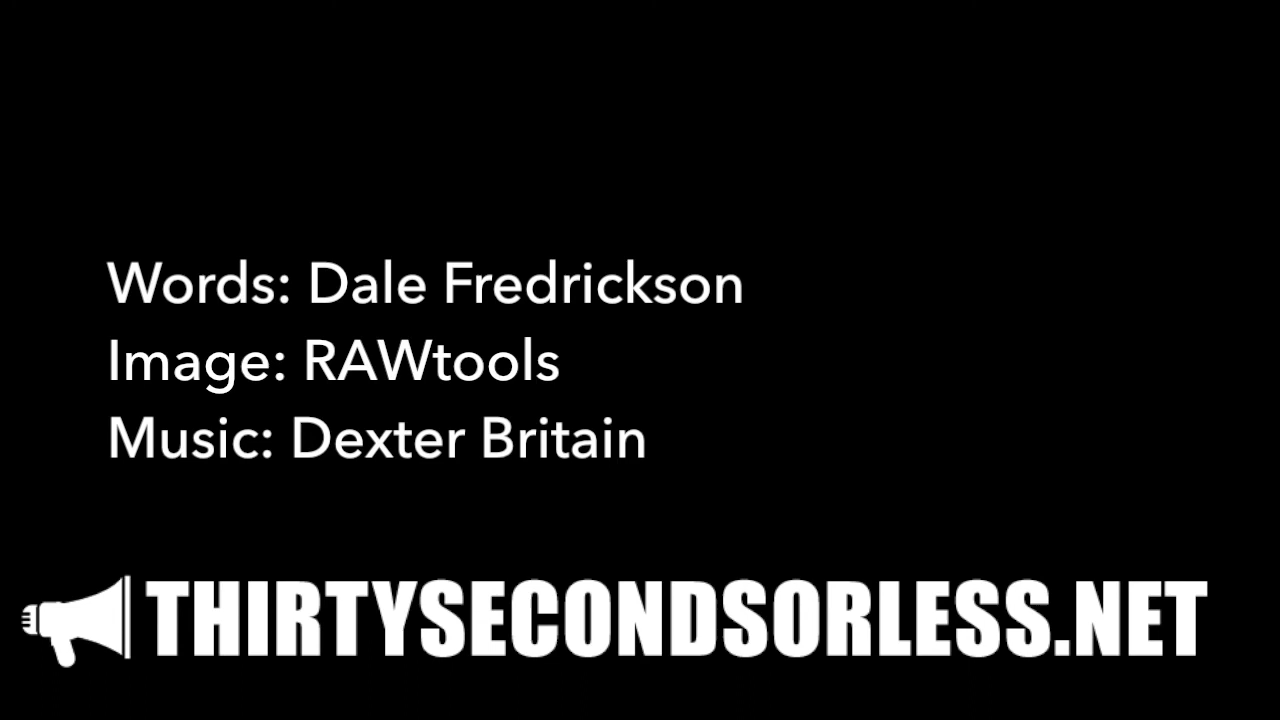 Words: Dale Fredrickson
Image: RAWtools
Music: Dexter Britain
THIRTYSECONDSORLESS.NET